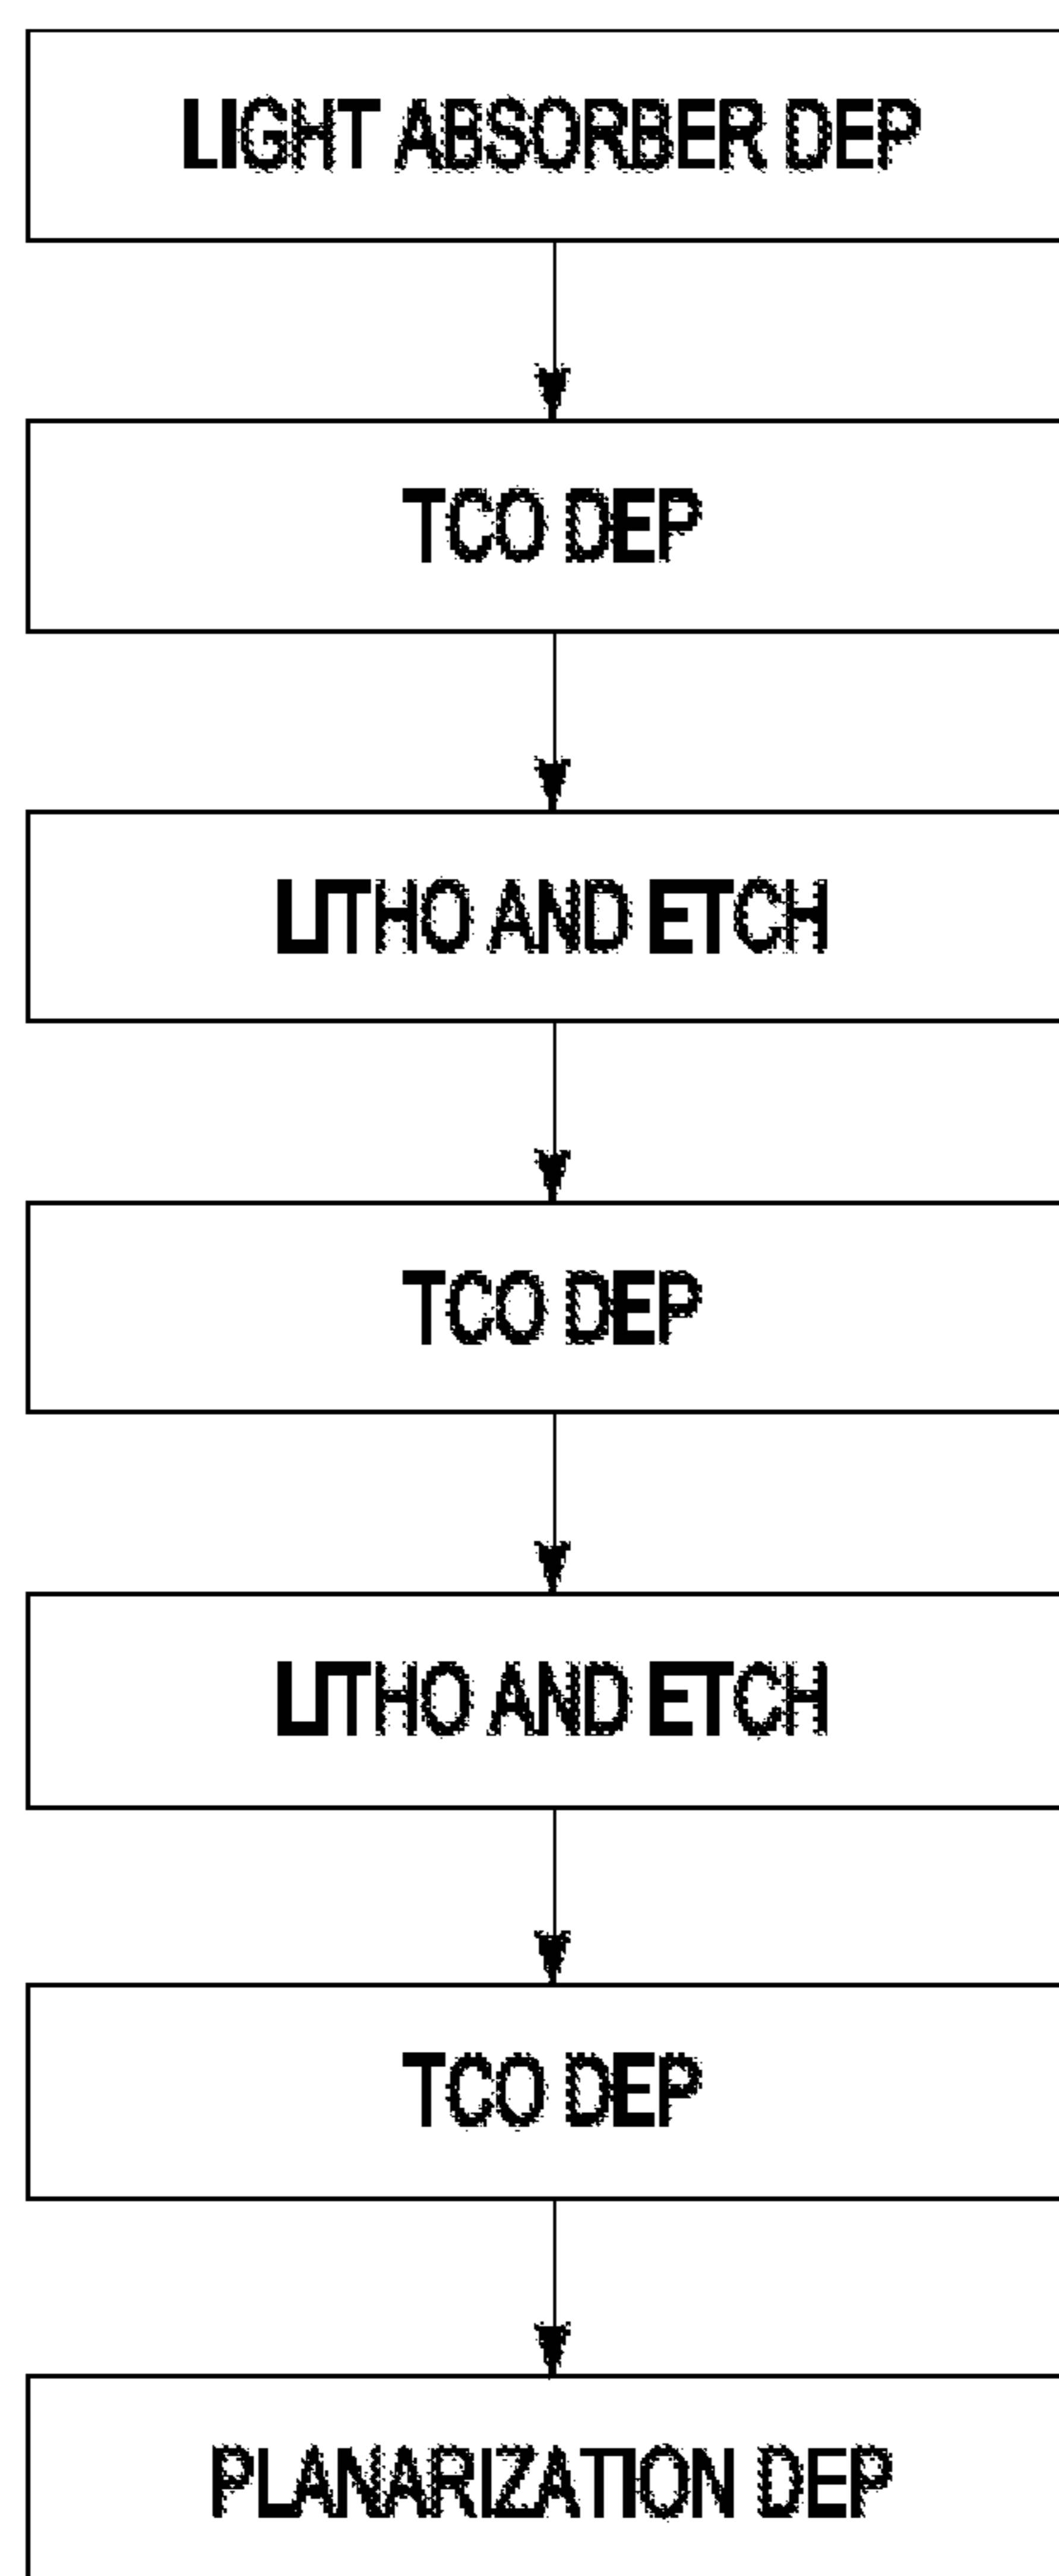 LIGHT ABSORBER DEP
TCO DEP
LITHO AND ETCH
TCO DEP
LITHO AND ETCH
TCO DEP
PLANARIZATION DEP